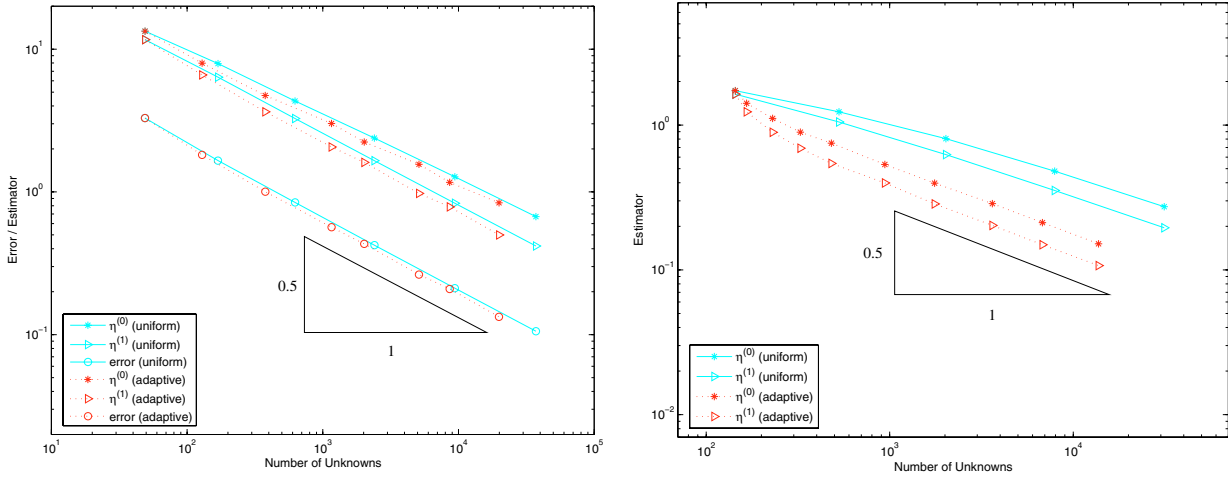 10^1
10^0
10^-1
Error / Estimator
0.5
1
η^(0) (uniform)
η^(1) (uniform)
error (uniform)
η^(0) (adaptive)
η^(1) (adaptive)
error (adaptive)
10^1
10^2
10^3
10^4
10^5
Number of Unknowns
10^0
10^-1
10^-2
Estimator
0.5
1
η^(0) (uniform)
η^(1) (uniform)
η^(0) (adaptive)
η^(1) (adaptive)
10^2
10^3
10^4
Number of Unknowns